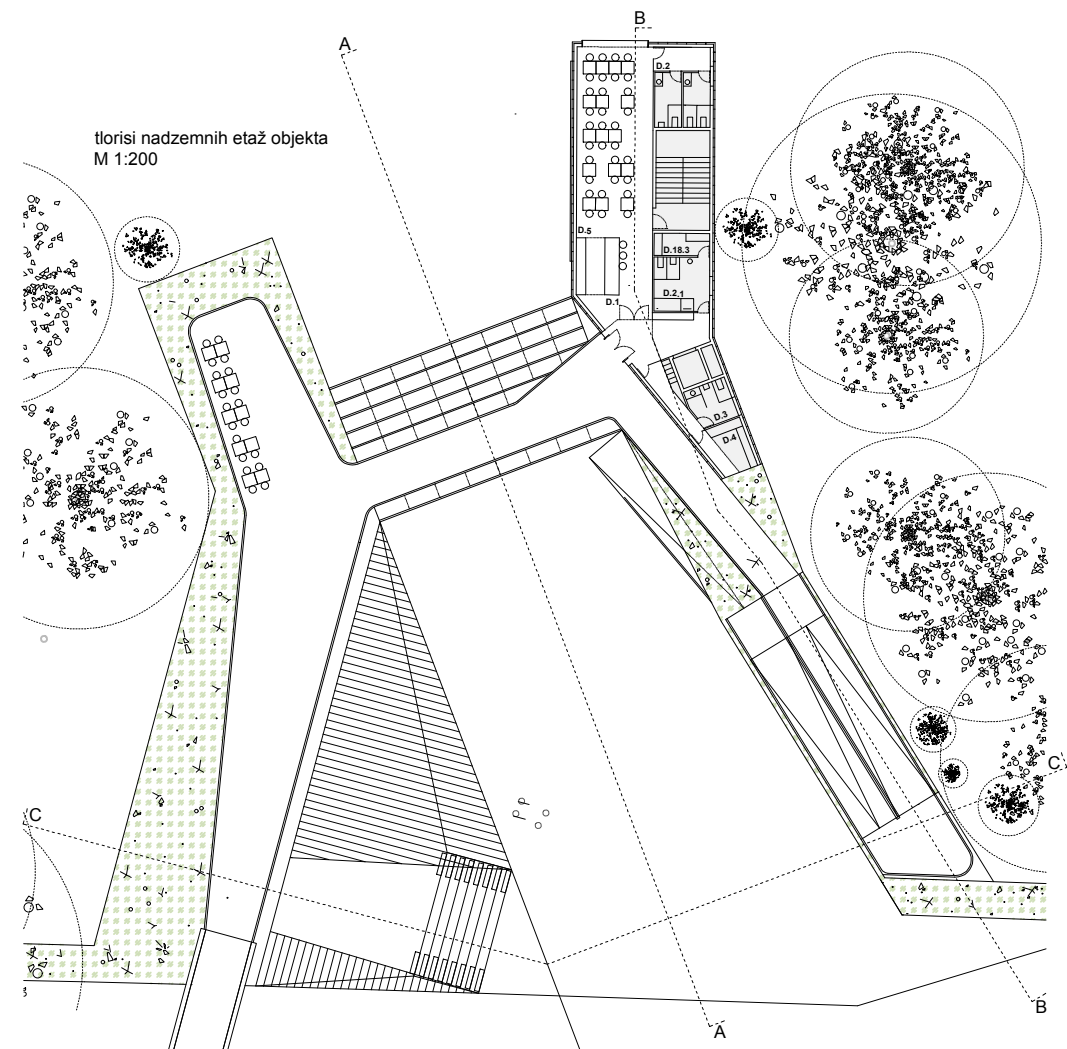 B
A
D.2
tlorisi nadzemnih etaž objekta
M 1:200
D.5
D.18.3
D.2.1
D.1
D.3
D.4
C
C
B
A